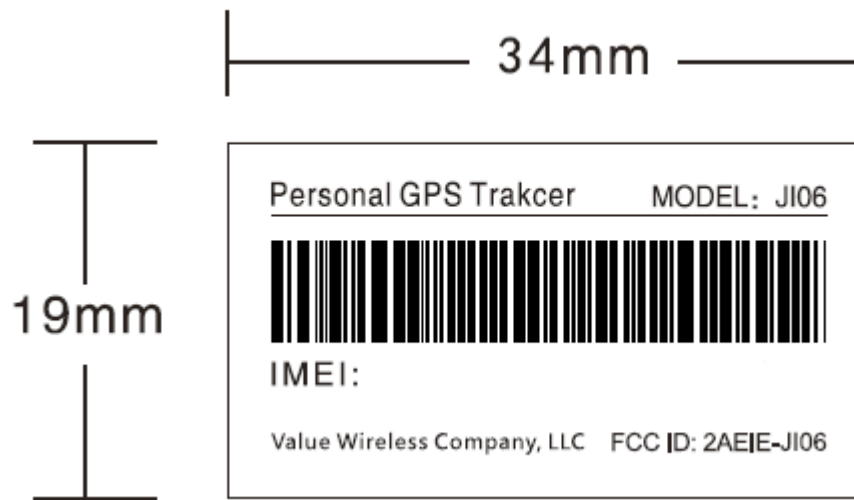 34mm
Personal GPS Trakcer MODEL: JI06
19mm
IMEI:
Value Wireless Company, LLC FCC ID: 2AEIE-JI06